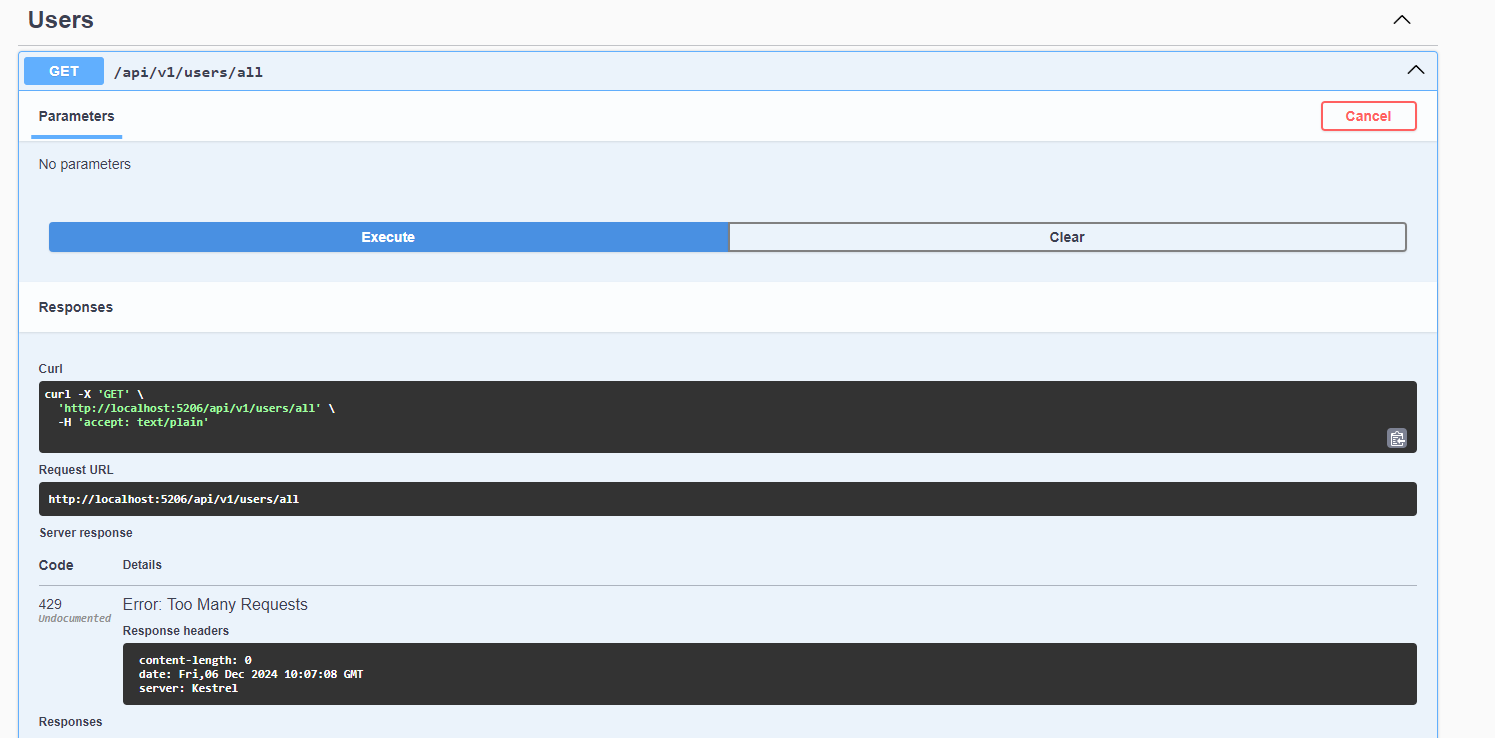 Users
GET /api/v1/users/all
Parameters
Cancel
No parameters
Execute
Clear
Responses
Curl
curl -X 'GET' \
  'http://localhost:5206/api/v1/users/all' \
  -H 'accept: text/plain'
Request URL
http://localhost:5206/api/v1/users/all
Server response
Code Details
429 Error: Too Many Requests
Undocumented
Response headers
content-length: 0
date: Fri,06 Dec 2024 10:07:08 GMT
server: Kestrel
Responses